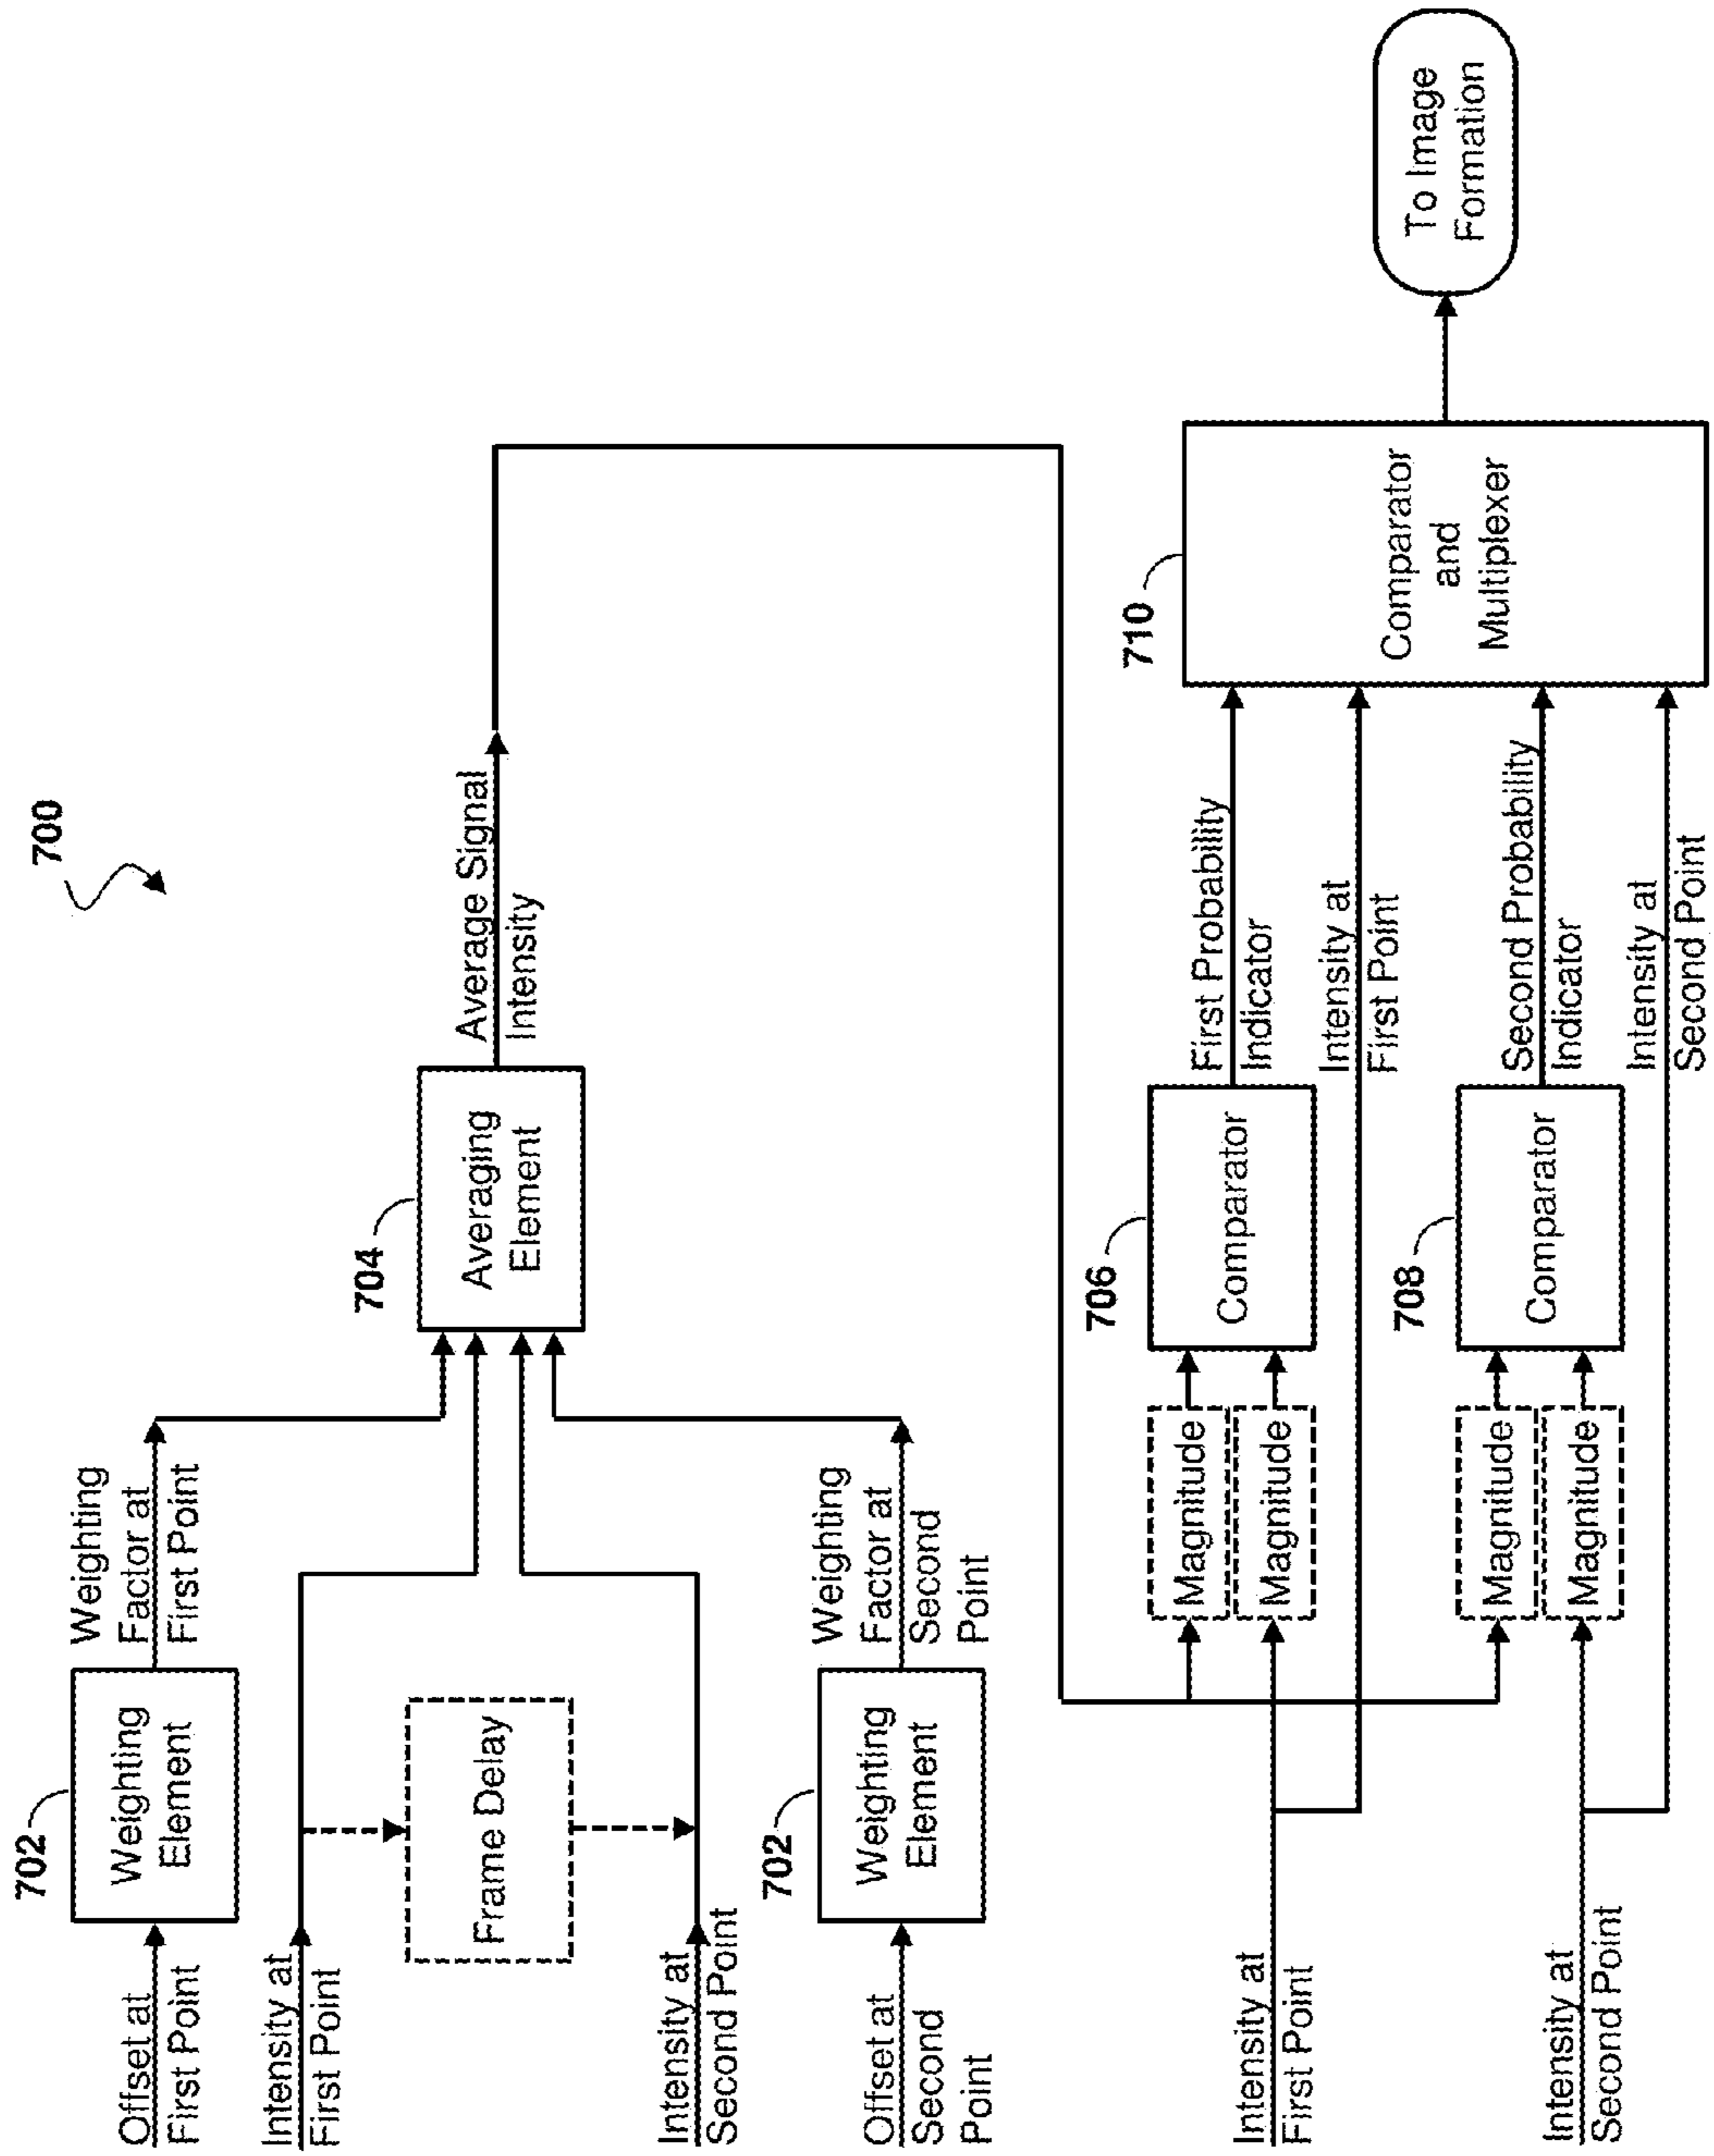 700
702
Offset at
First Point
Weighting
Element
Weighting
Factor at
First Point
Intensity at
First Point
Frame Delay
Intensity at
Second Point
702
Offset at
Second
Point
Weighting
Element
Weighting
Factor at
Second
Point
704
Averaging
Element
Average Signal
Intensity
Intensity at
First Point
Magnitude
Magnitude
706
Comparator
First Probability
Indicator
Intensity at
First Point
Intensity at
Second Point
Magnitude
Magnitude
708
Comparator
Second Probability
Indicator
Intensity at
Second Point
710
Comparator
and
Multiplexer
To Image
Formation